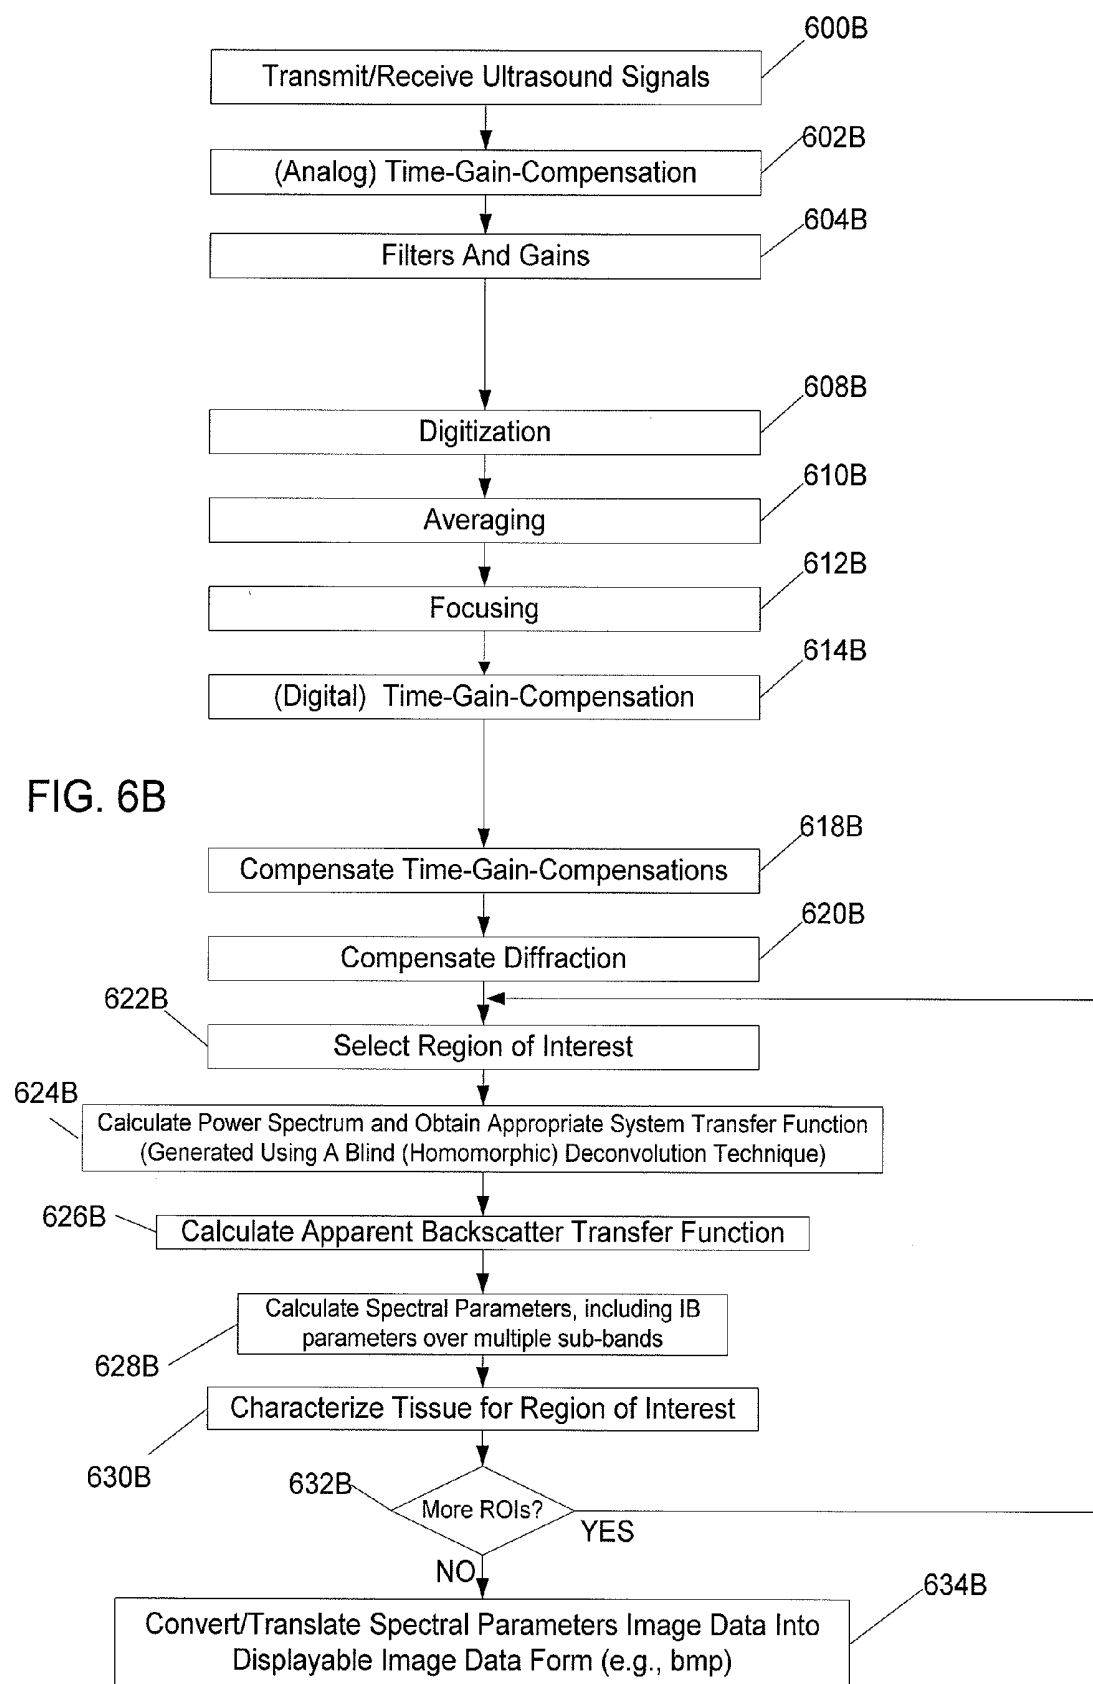 600B
Transmit/Receive Ultrasound Signals
602B
(Analog) Time-Gain-Compensation
604B
Filters And Gains
608B
Digitization
610B
Averaging
612B
Focusing
614B
(Digital) Time-Gain-Compensation
FIG. 6B
618B
Compensate Time-Gain-Compensations
620B
Compensate Diffraction
622B
Select Region of Interest
624B
Calculate Power Spectrum and Obtain Appropriate System Transfer Function
(Generated Using A Blind (Homomorphic) Deconvolution Technique)
626B
Calculate Apparent Backscatter Transfer Function
Calculate Spectral Parameters, including IB
parameters over multiple sub-bands
628B
Characterize Tissue for Region of Interest
630B
632B
More ROIs?
YES
NO
634B
Convert/Translate Spectral Parameters Image Data Into
Displayable Image Data Form (e.g., bmp)